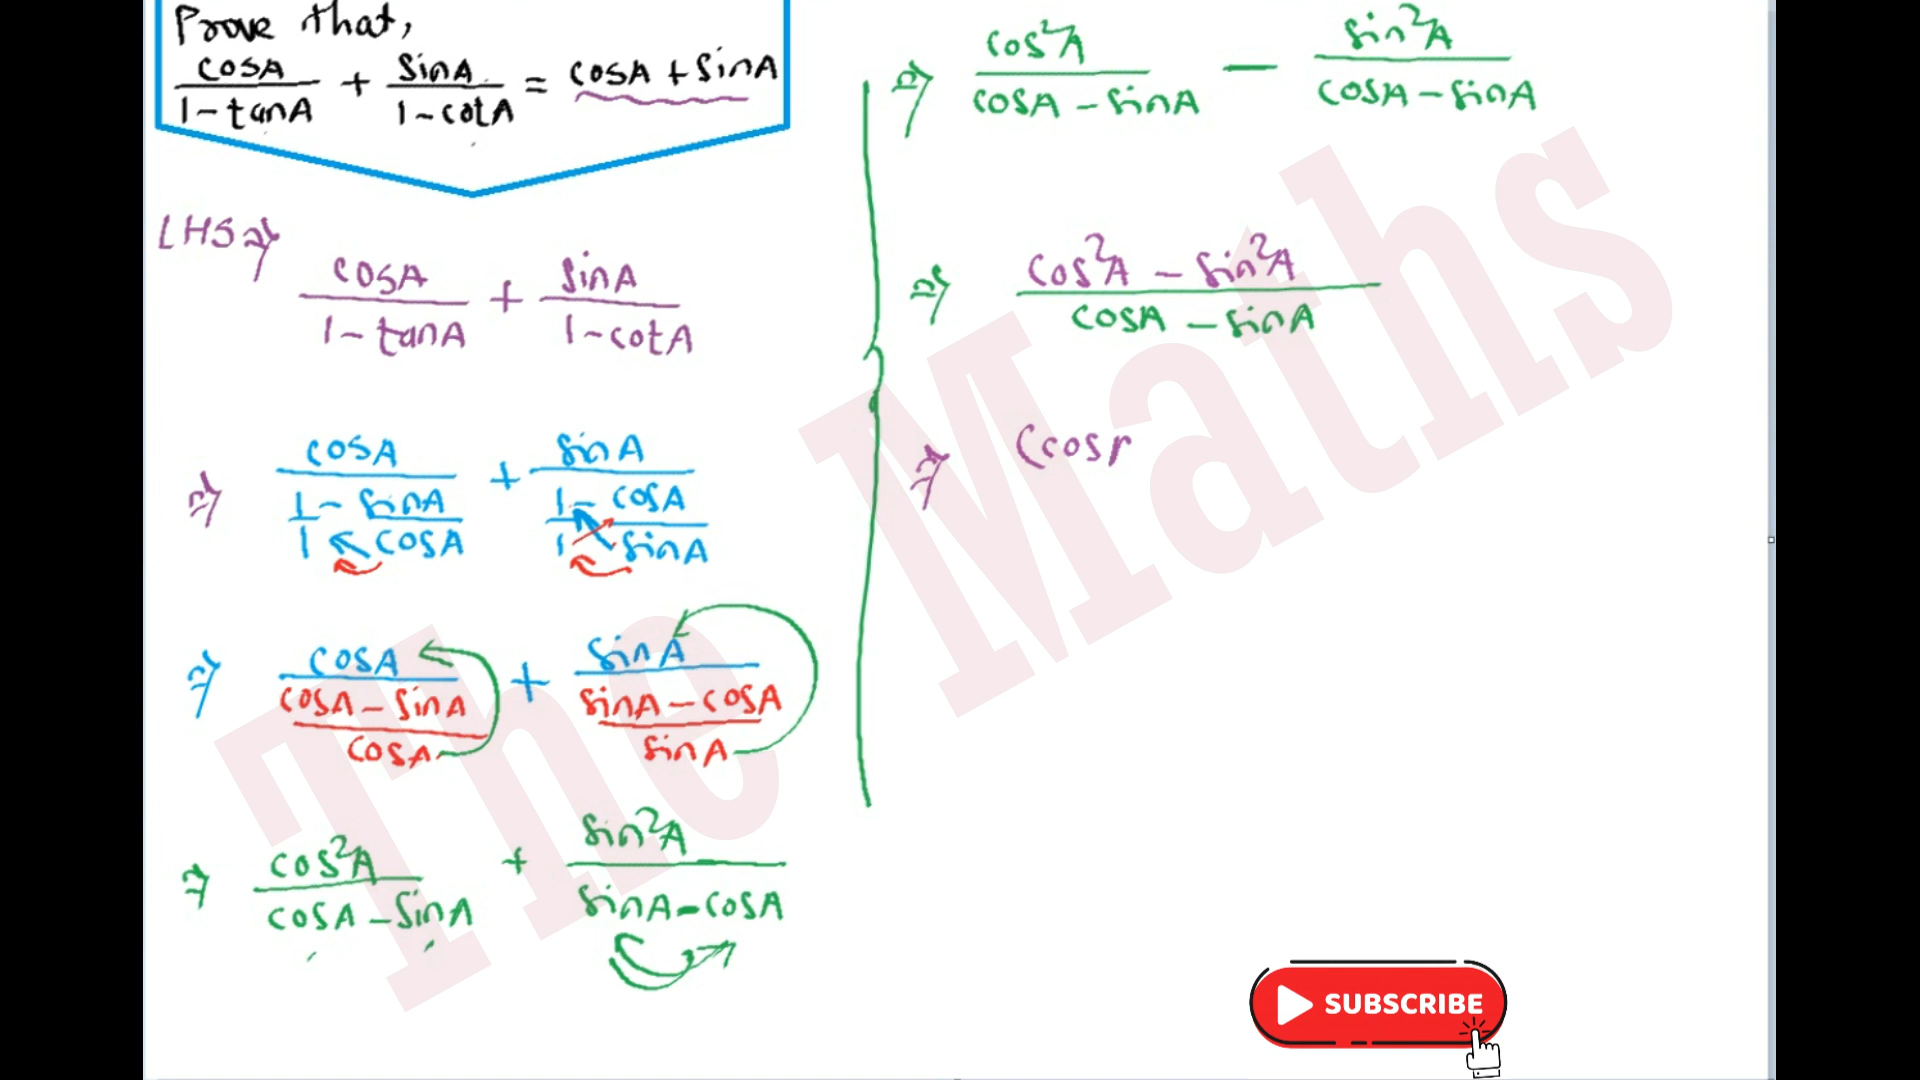 Prove that,
cosA/(1-tanA) + sinA/(1-cotA) = cosA + sinA
LHS ⇒
cosA/(1-tanA) + sinA/(1-cotA)
⇒ cosA/(1/1 - sinA/cosA) + sinA/(1/1 - cosA/sinA)
⇒ cosA/((cosA - sinA)/cosA) + sinA/((sinA - cosA)/sinA)
⇒ cos²A/(cosA - sinA) + sin²A/(sinA - cosA)
⇒ cos²A/(cosA - sinA) - sin²A/(cosA - sinA)
⇒ (cos²A - sin²A)/(cosA - sinA)
⇒ (cos
The Maths
SUBSCRIBE